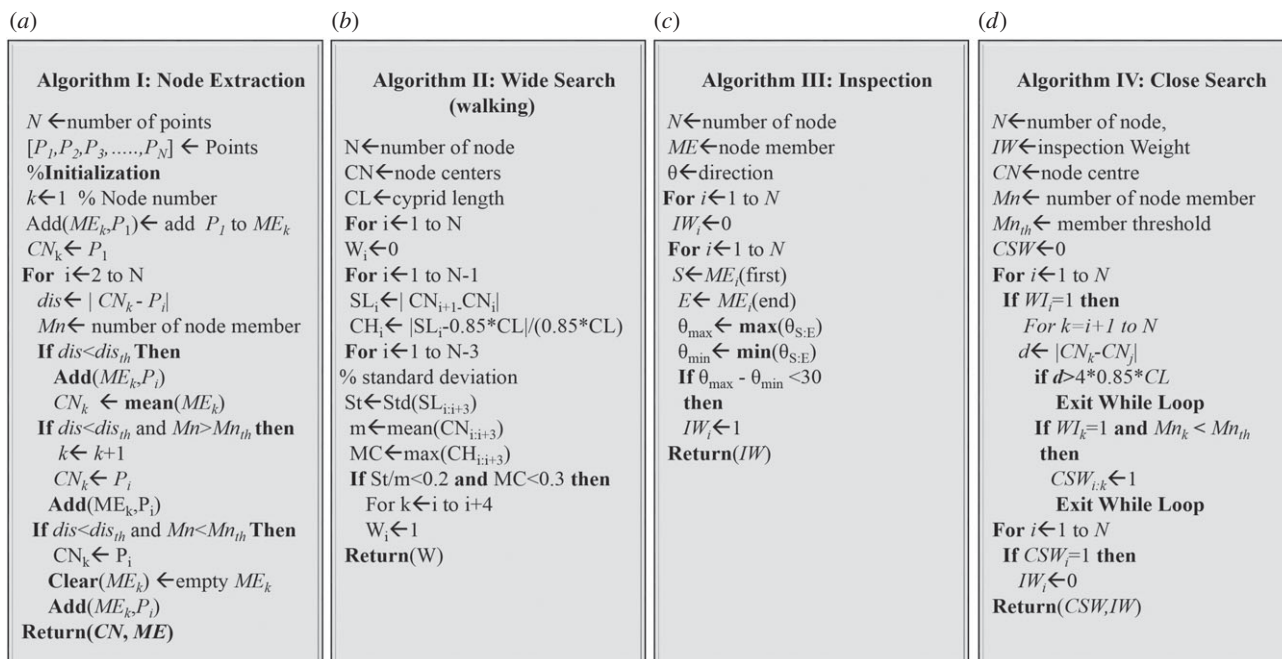 (a)
Algorithm I: Node Extraction
N ←number of points
[P1,P2,P3,.....,PN] ← Points
%Initialization
k←1 % Node number
Add(MEk,P1)← add P1 to MEk
CNk← P1
For i←2 to N
dis← | CNk - Pi|
Mn← number of node member
If dis<disth Then
Add(MEk,Pi)
CNk ← mean(MEk)
If dis<disth and Mn>Mnth then
k← k+1
CNk← Pi
Add(MEk,Pi)
If dis<disth and Mn<Mnth Then
CNk← Pi
Clear(MEk) ←empty MEk
Add(MEk,Pi)
Return(CN, ME)
(b)
Algorithm II: Wide Search
(walking)
N←number of node
CN←node centers
CL←cyprid length
For i←1 to N
Wi←0
For i←1 to N-1
SLi←| CNi+1-CNi|
CHi← |SLi-0.85*CL|/(0.85*CL)
For i←1 to N-3
% standard deviation
St←Std(SLi:i+3)
m←mean(CNi:i+3)
MC←max(CHi:i+3)
If St/m<0.2 and MC<0.3 then
For k←i to i+4
Wi←1
Return(W)
(c)
Algorithm III: Inspection
N←number of node
ME←node member
θ←direction
For i←1 to N
IWi←0
For i←1 to N
S←MEi(first)
E← MEi(end)
θmax← max(θS:E)
θmin← min(θS:E)
If θmax - θmin <30
then
IWi←1
Return(IW)
(d)
Algorithm IV: Close Search
N←number of node,
IW←inspection Weight
CN←node centre
Mn← number of node member
Mnth← member threshold
CSW←0
For i←1 to N
If WIi=1 then
For k=i+1 to N
d← |CNk-CNj|
if d>4*0.85*CL
Exit While Loop
If WIk=1 and Mnk < Mnth
then
CSWi:k←1
Exit While Loop
For i←1 to N
If CSWi=1 then
IWi←0
Return(CSW,IW)